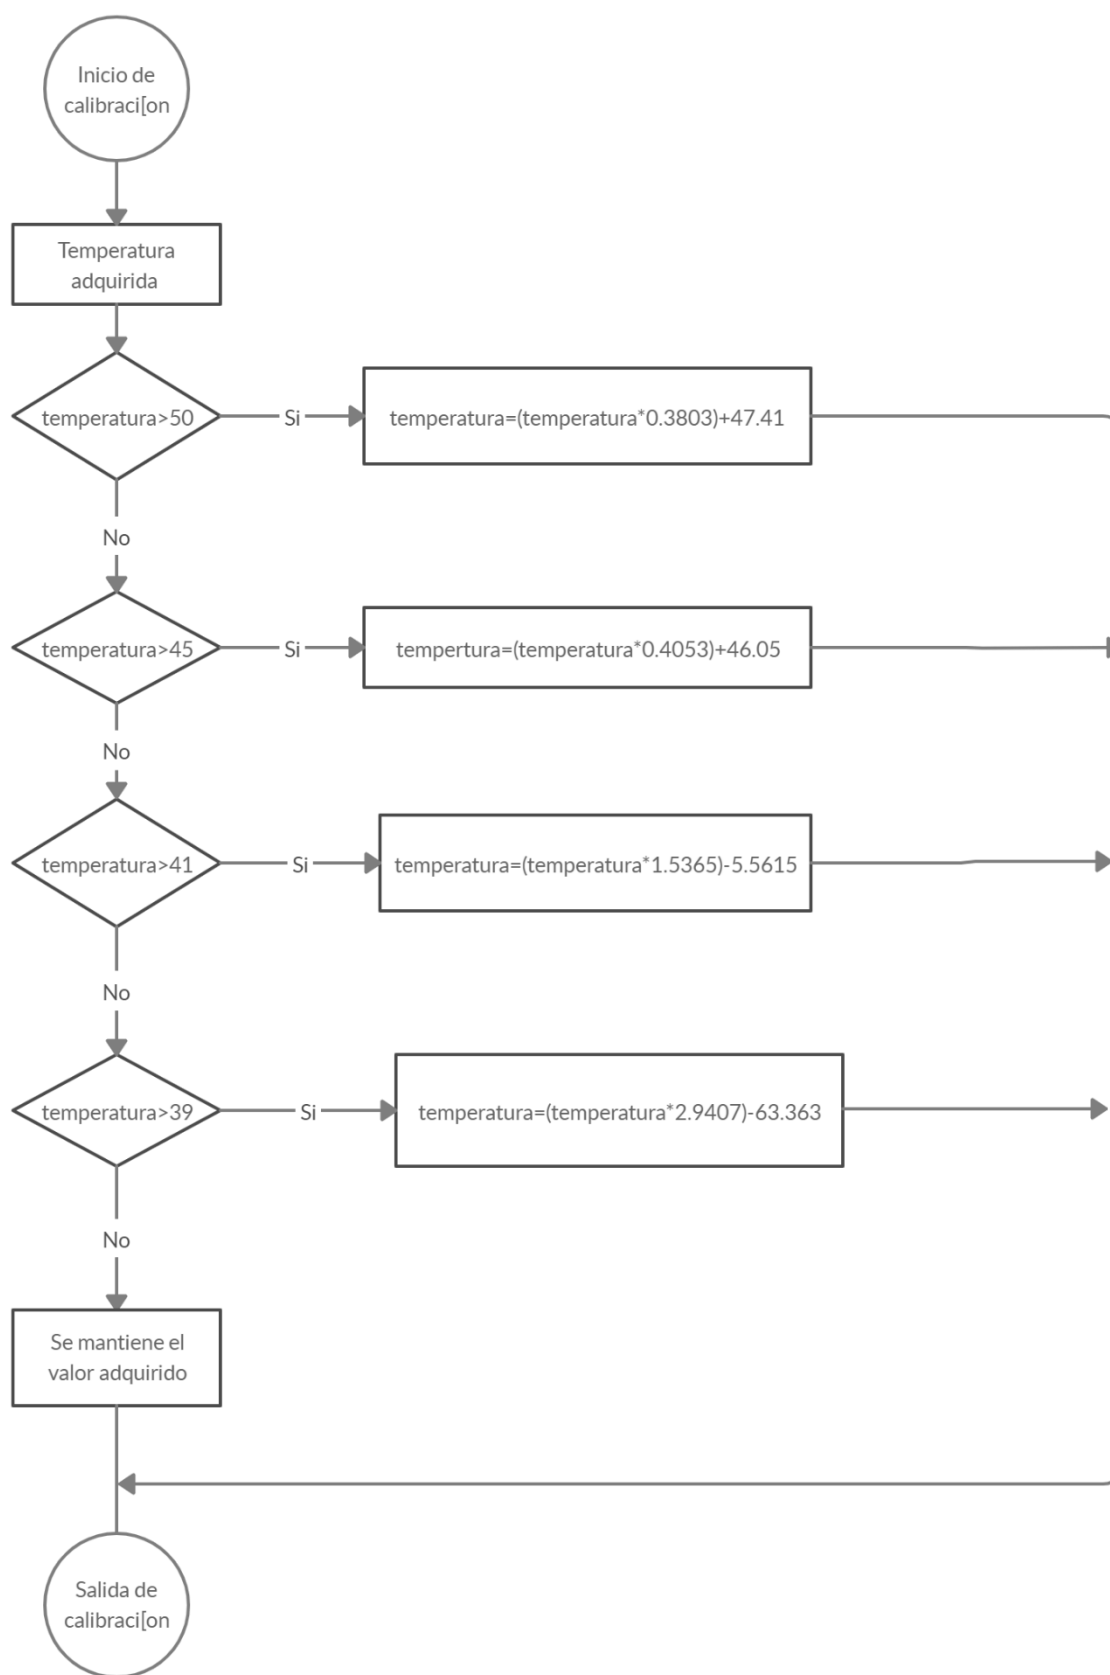 Inicio de
calibraci[on
Temperatura
adquirida
temperatura>50
Si
temperatura=(temperatura*0.3803)+47.41
No
temperatura>45
Si
tempertura=(temperatura*0.4053)+46.05
No
temperatura>41
Si
temperatura=(temperatura*1.5365)-5.5615
No
temperatura>39
Si
temperatura=(temperatura*2.9407)-63.363
No
Se mantiene el
valor adquirido
Salida de
calibraci[on